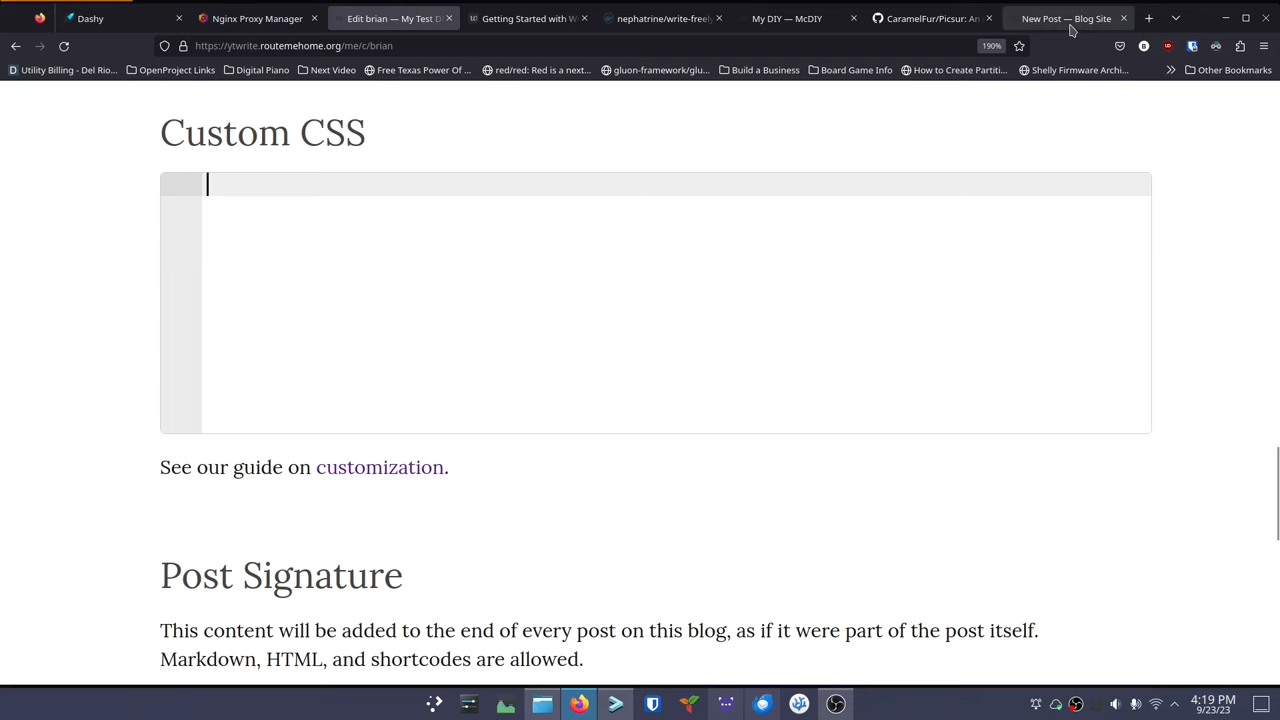 Dashy
Nginx Proxy Manager
Edit brian — My Test D
Getting Started with W
nephatrine/write-freely
My DIY — McDIY
CaramelFur/Picsur: An
New Post — Blog Site
https://ytwrite.routemehome.org/me/c/brian
190%
Utility Billing - Del Rio...
OpenProject Links
Digital Piano
Next Video
Free Texas Power Of ...
red/red: Red is a next...
gluon-framework/glu...
Build a Business
Board Game Info
How to Create Partiti...
Shelly Firmware Archi...
Other Bookmarks
Custom CSS
See our guide on customization.
Post Signature
This content will be added to the end of every post on this blog, as if it were part of the post itself.
Markdown, HTML, and shortcodes are allowed.
4:19 PM
9/23/23